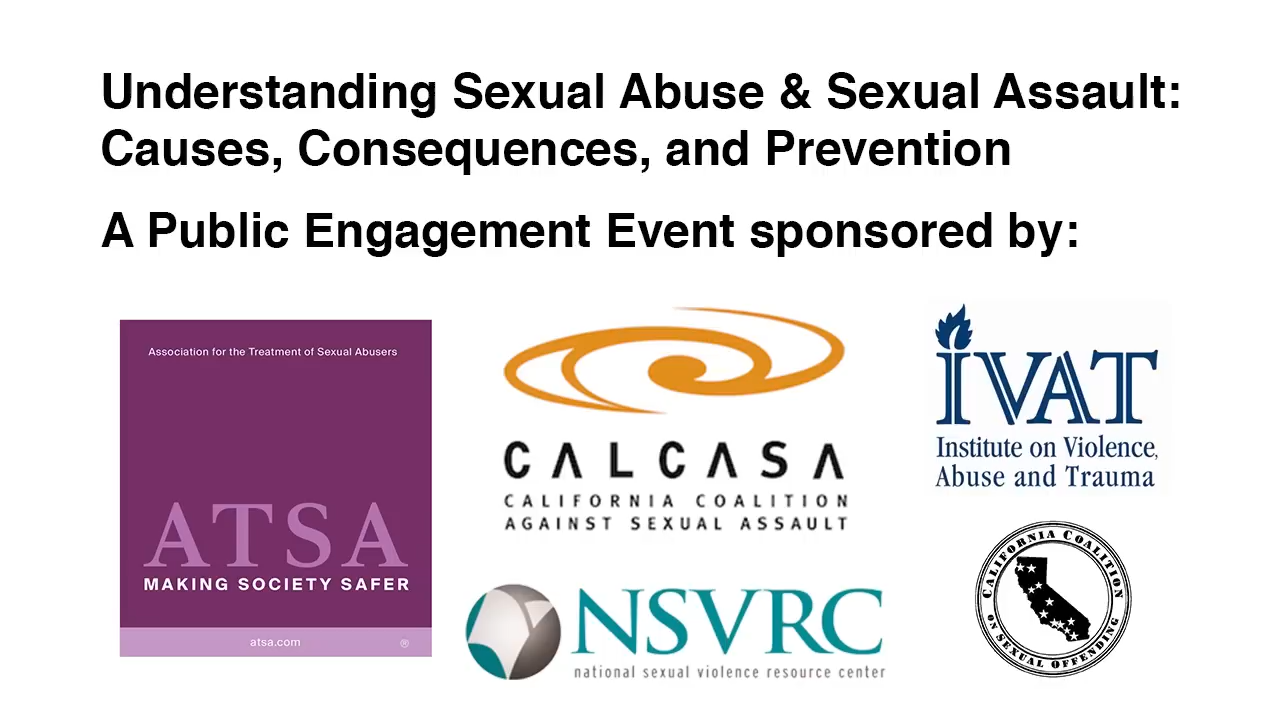 Understanding Sexual Abuse & Sexual Assault:
Causes, Consequences, and Prevention
A Public Engagement Event sponsored by:
Association for the Treatment of Sexual Abusers
ATSA
MAKING SOCIETY SAFER
atsa.com ®
CALCASA
CALIFORNIA COALITION
AGAINST SEXUAL ASSAULT
NSVRC
national sexual violence resource center
IVAT
Institute on Violence,
Abuse and Trauma
CALIFORNIA COALITION
ON SEXUAL OFFENDING